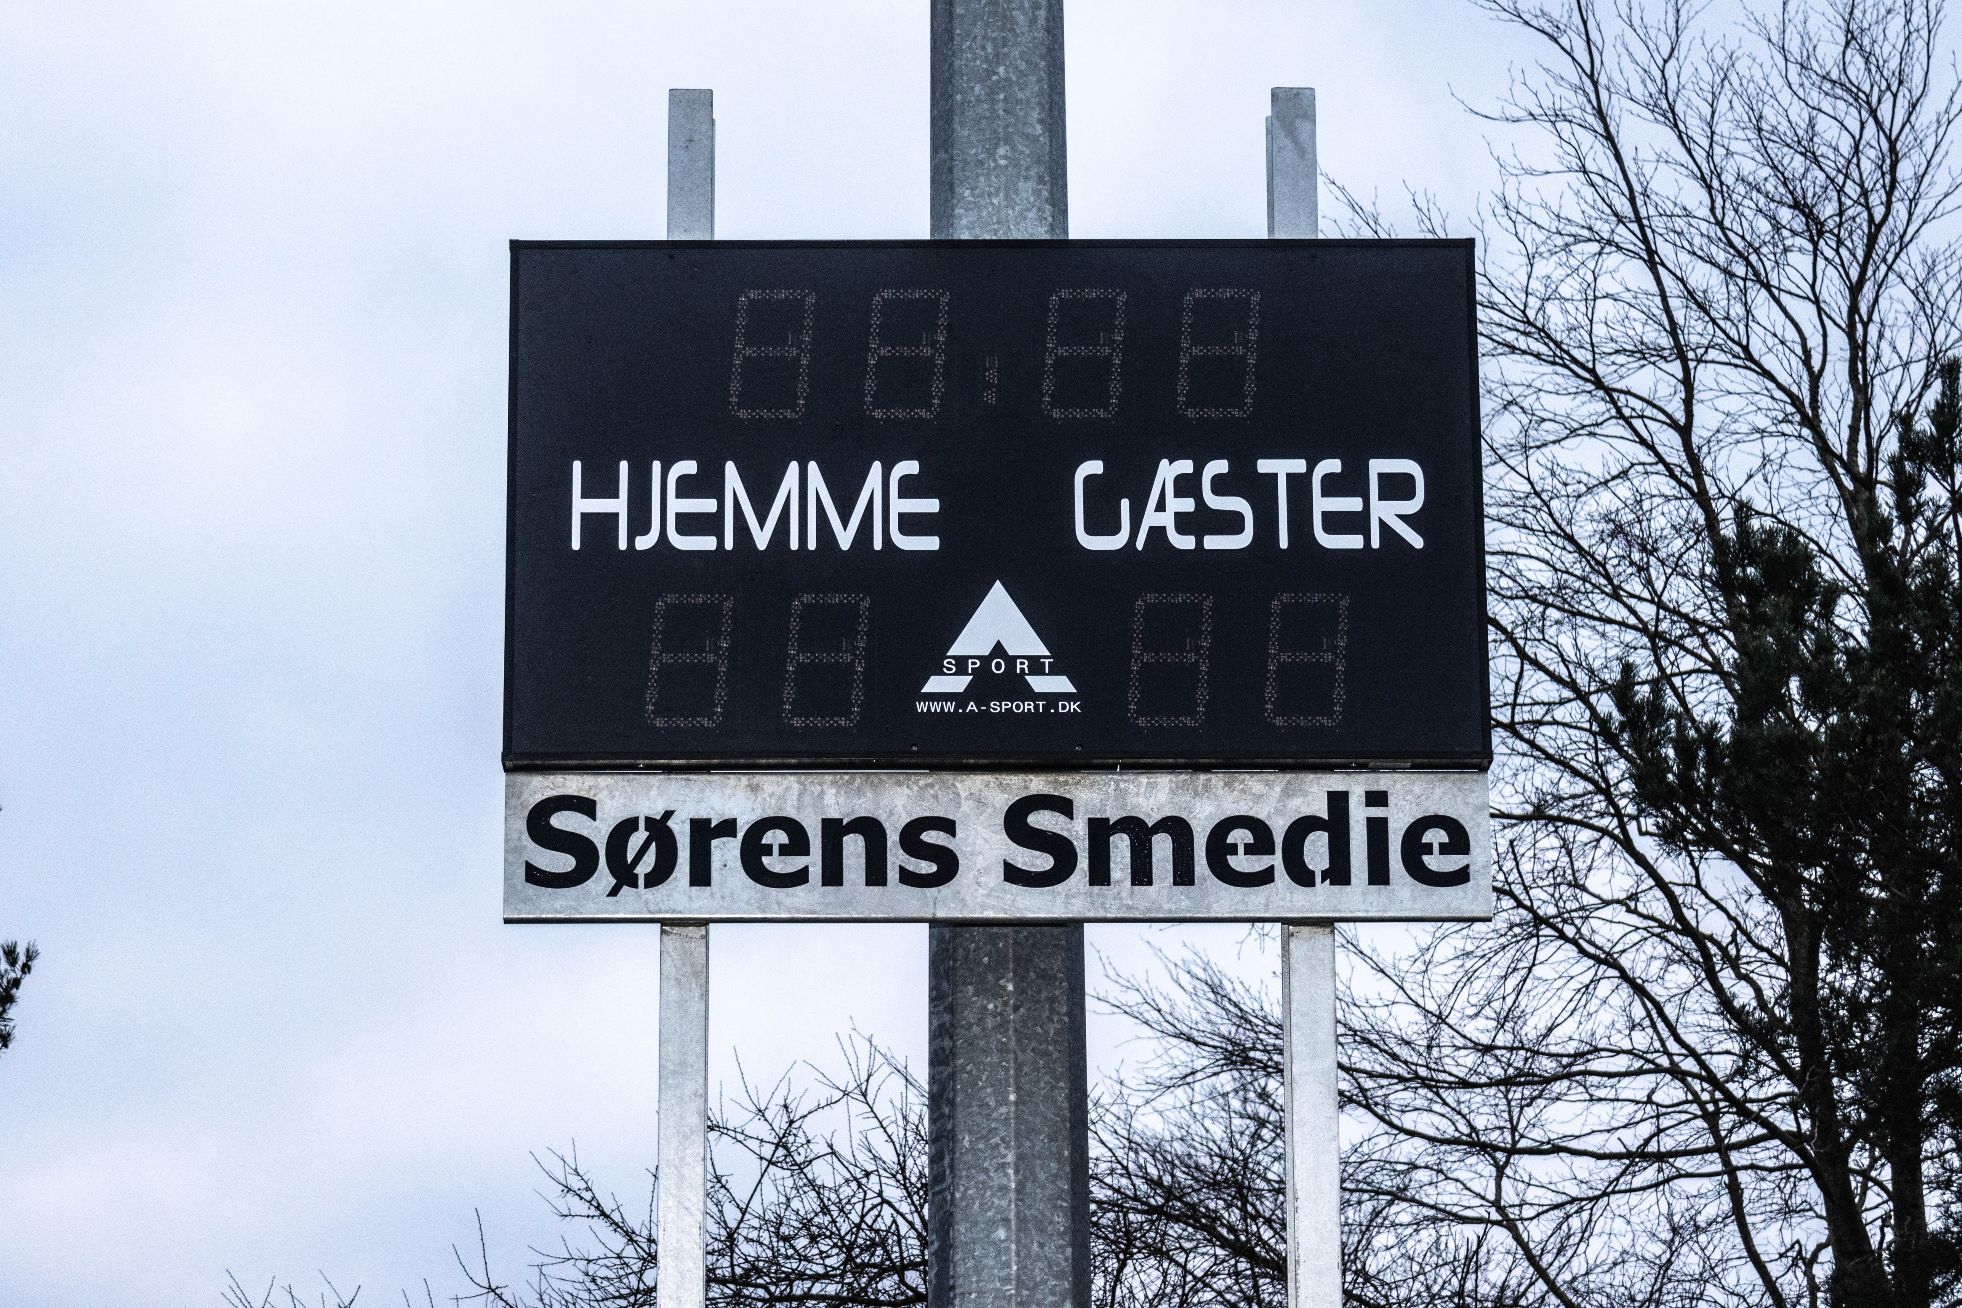 HJEMME GÆSTER
SPORT
WWW.A-SPORT.DK
Sørens Smedie